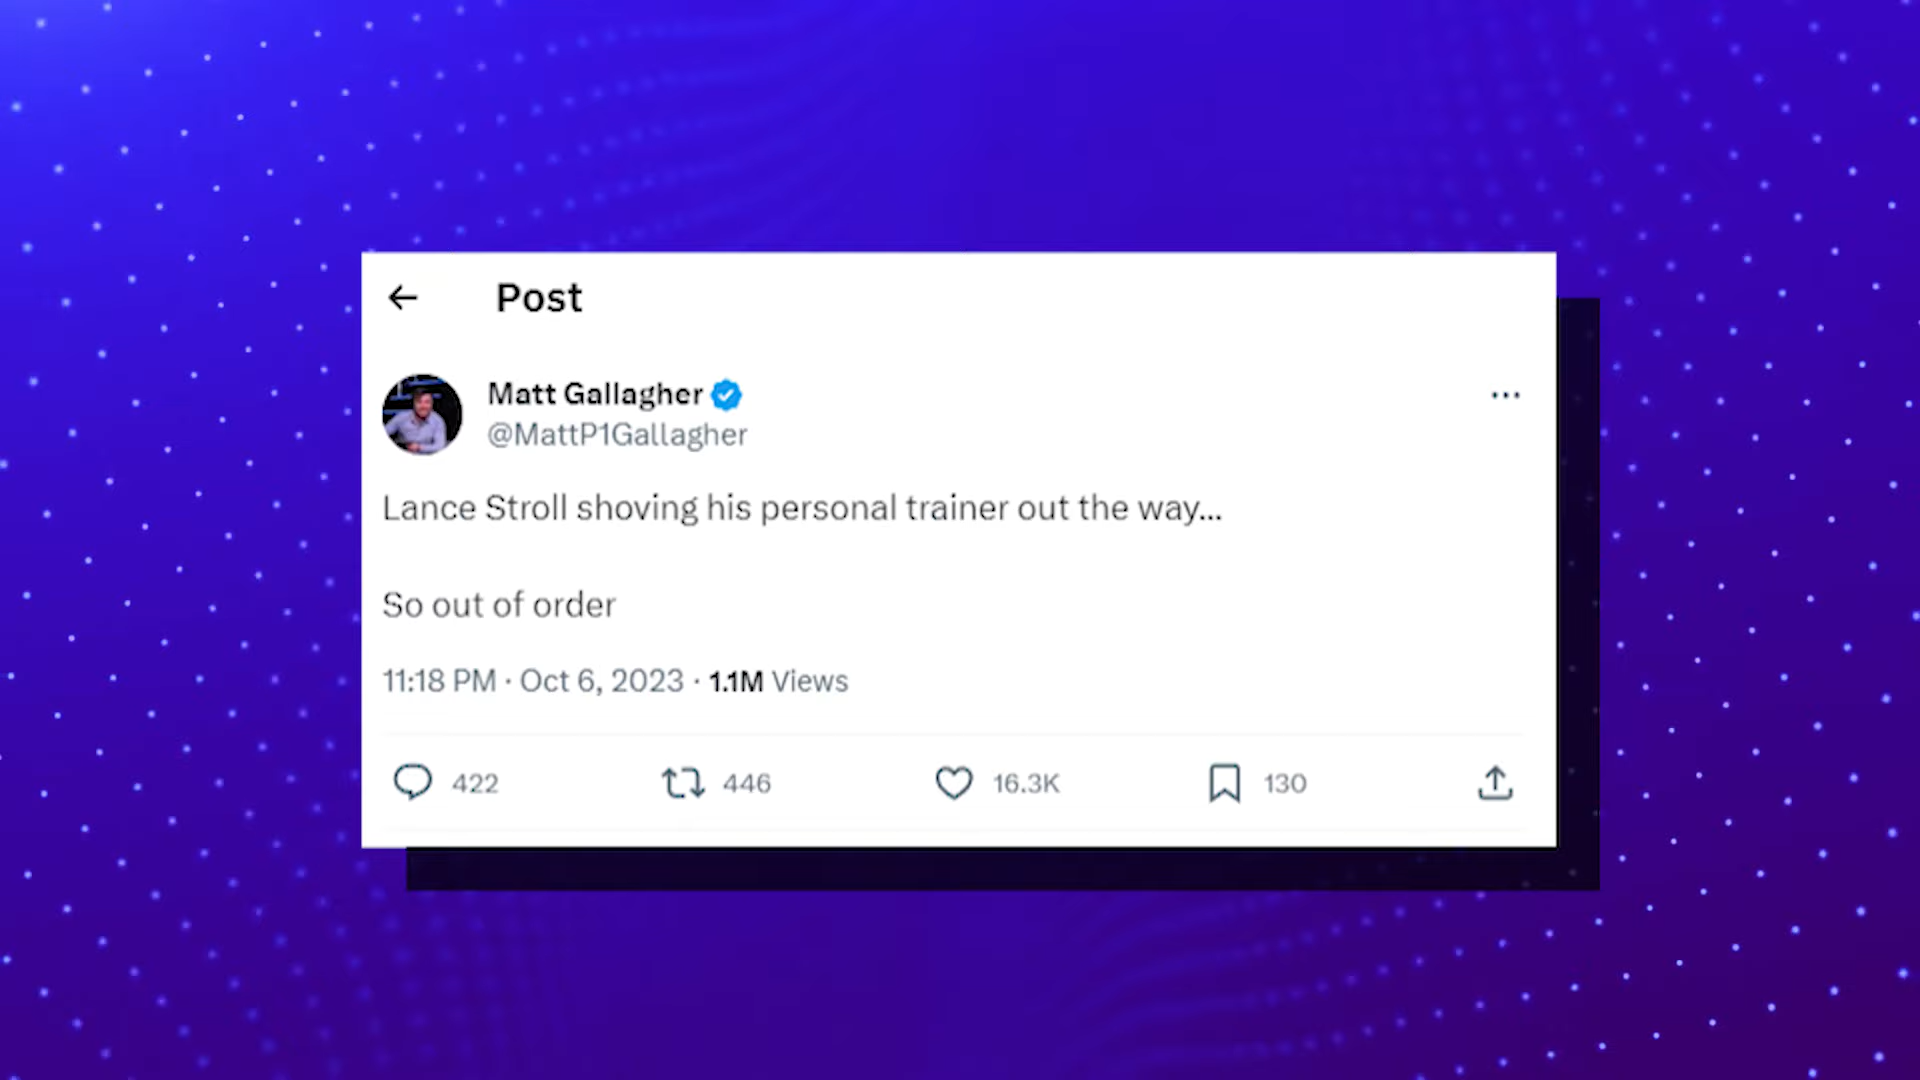 Post
Matt Gallagher
@MattP1Gallagher
Lance Stroll shoving his personal trainer out the way...
So out of order
11:18 PM · Oct 6, 2023 · 1.1M Views
422 446 16.3K 130